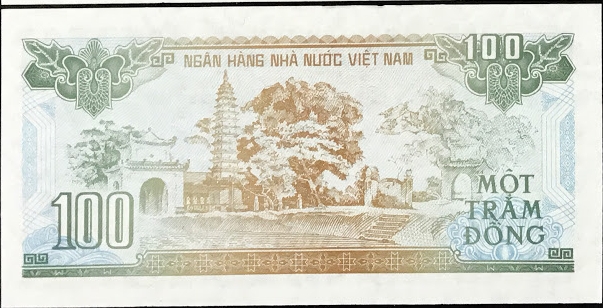 NGÂN HÀNG NHÀ NƯỚC VIỆT NAM
100
100
MỘT
TRĂM
ĐỒNG